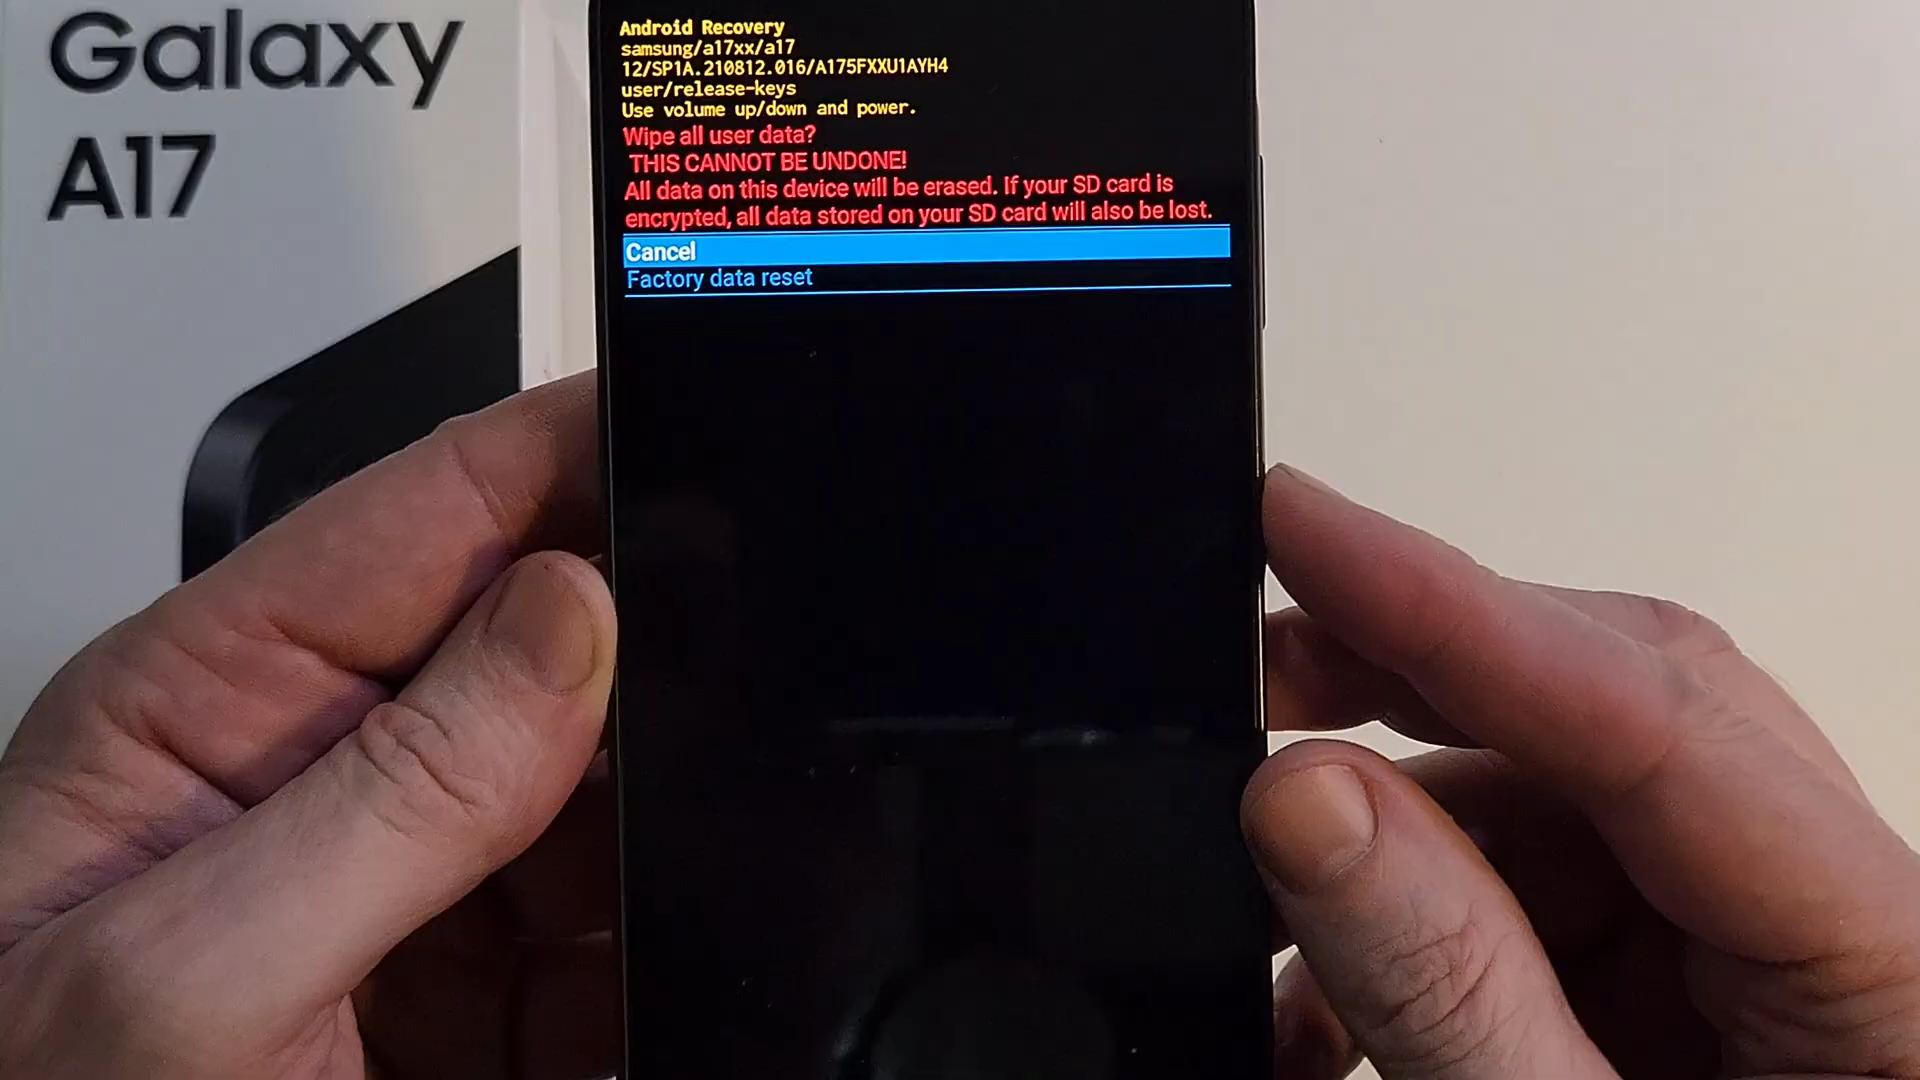 Galaxy
A17
Android Recovery
samsung/a17xx/a17
12/SP1A.210812.016/A175FXXU1AYH4
user/release-keys
Use volume up/down and power.
Wipe all user data?
THIS CANNOT BE UNDONE!
All data on this device will be erased. If your SD card is
encrypted, all data stored on your SD card will also be lost.
Cancel
Factory data reset